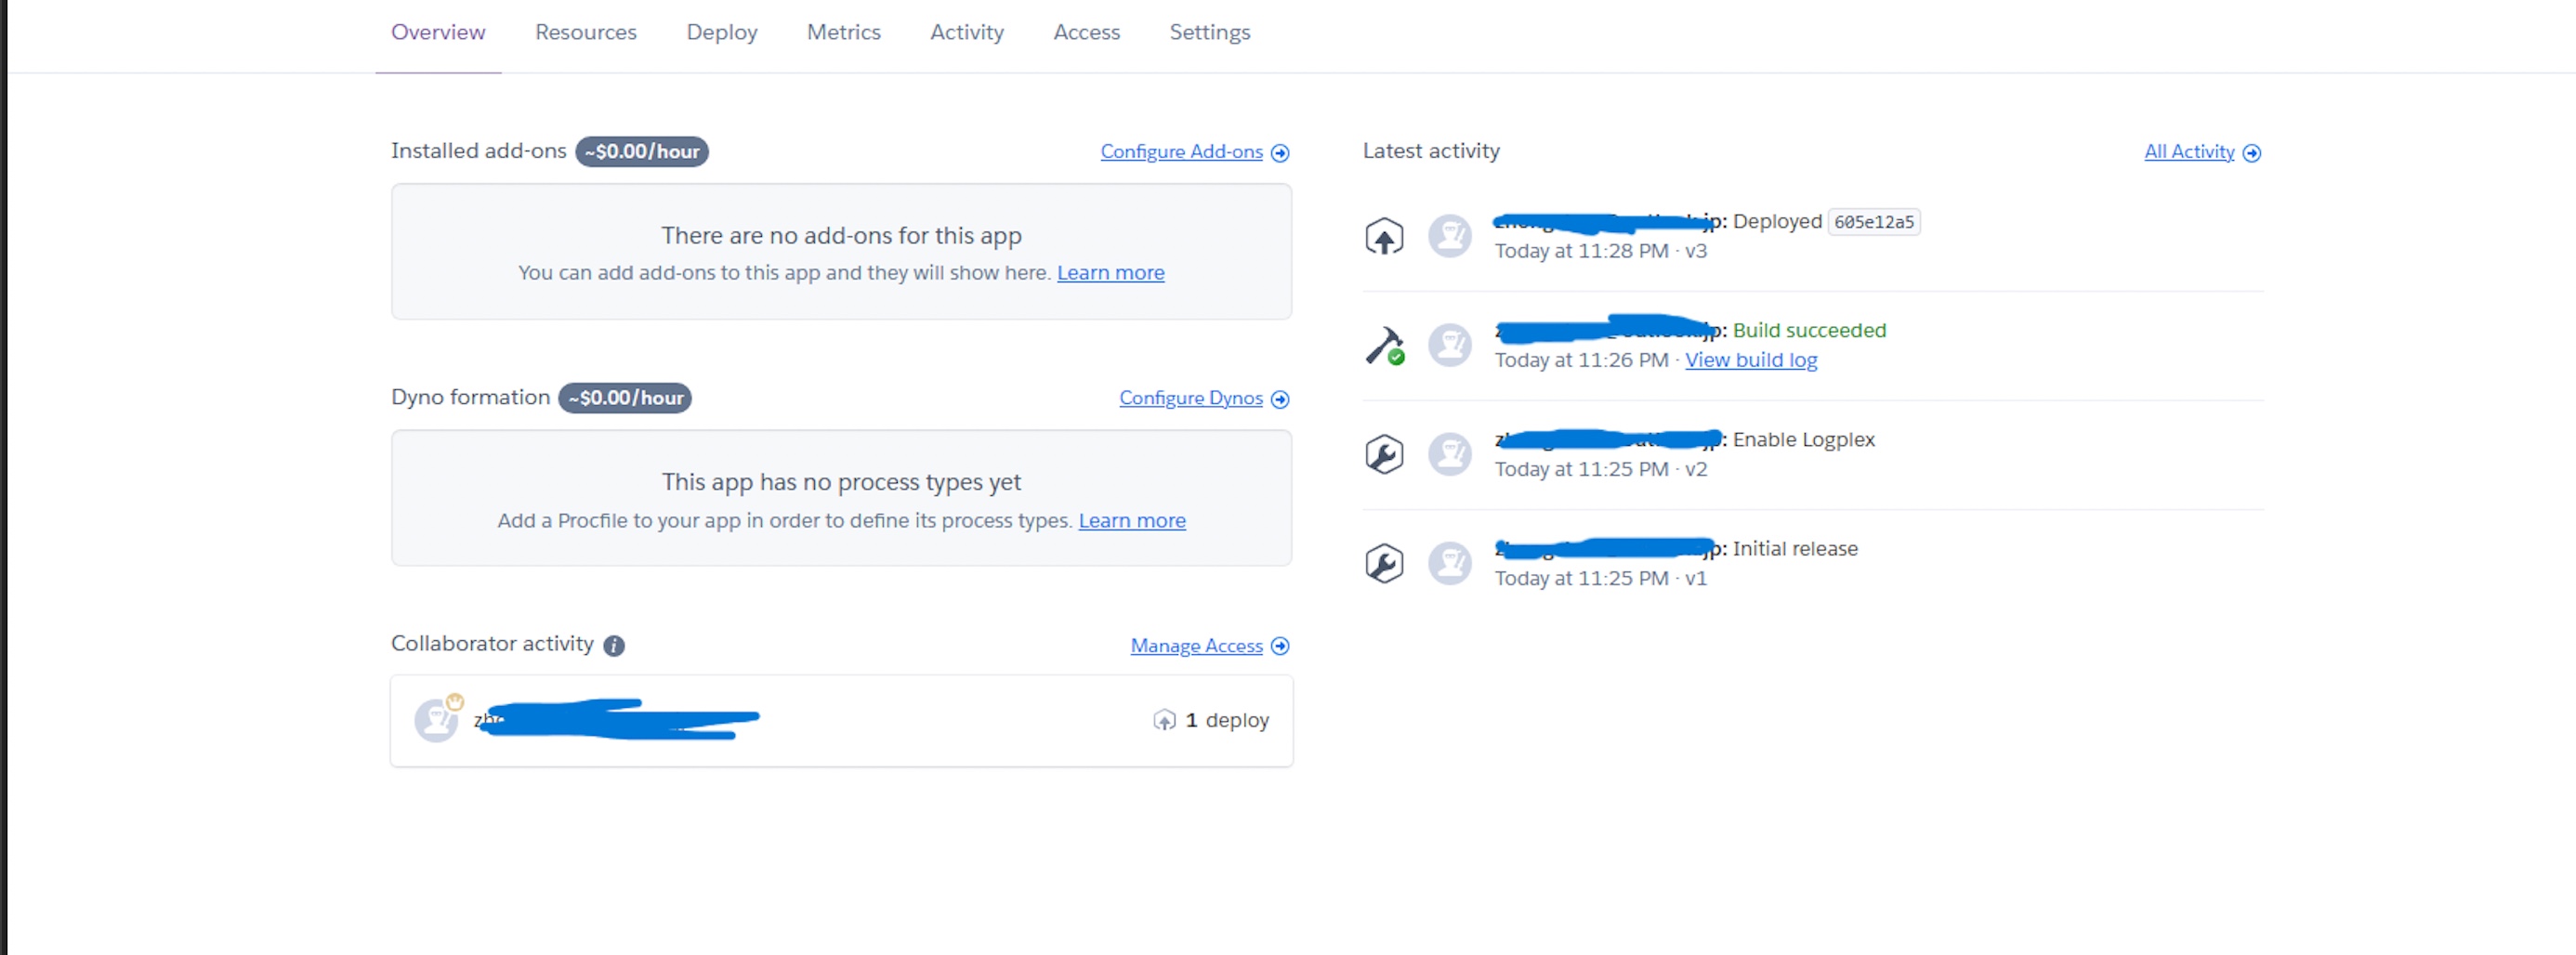 Overview Resources Deploy Metrics Activity Access Settings
Installed add-ons ~$0.00/hour Configure Add-ons
There are no add-ons for this app
You can add add-ons to this app and they will show here. Learn more
Dyno formation ~$0.00/hour Configure Dynos
This app has no process types yet
Add a Procfile to your app in order to define its process types. Learn more
Collaborator activity i Manage Access
1 deploy
Latest activity All Activity
Deployed 605e12a5
Today at 11:28 PM · v3
Build succeeded
Today at 11:26 PM · View build log
Enable Logplex
Today at 11:25 PM · v2
Initial release
Today at 11:25 PM · v1